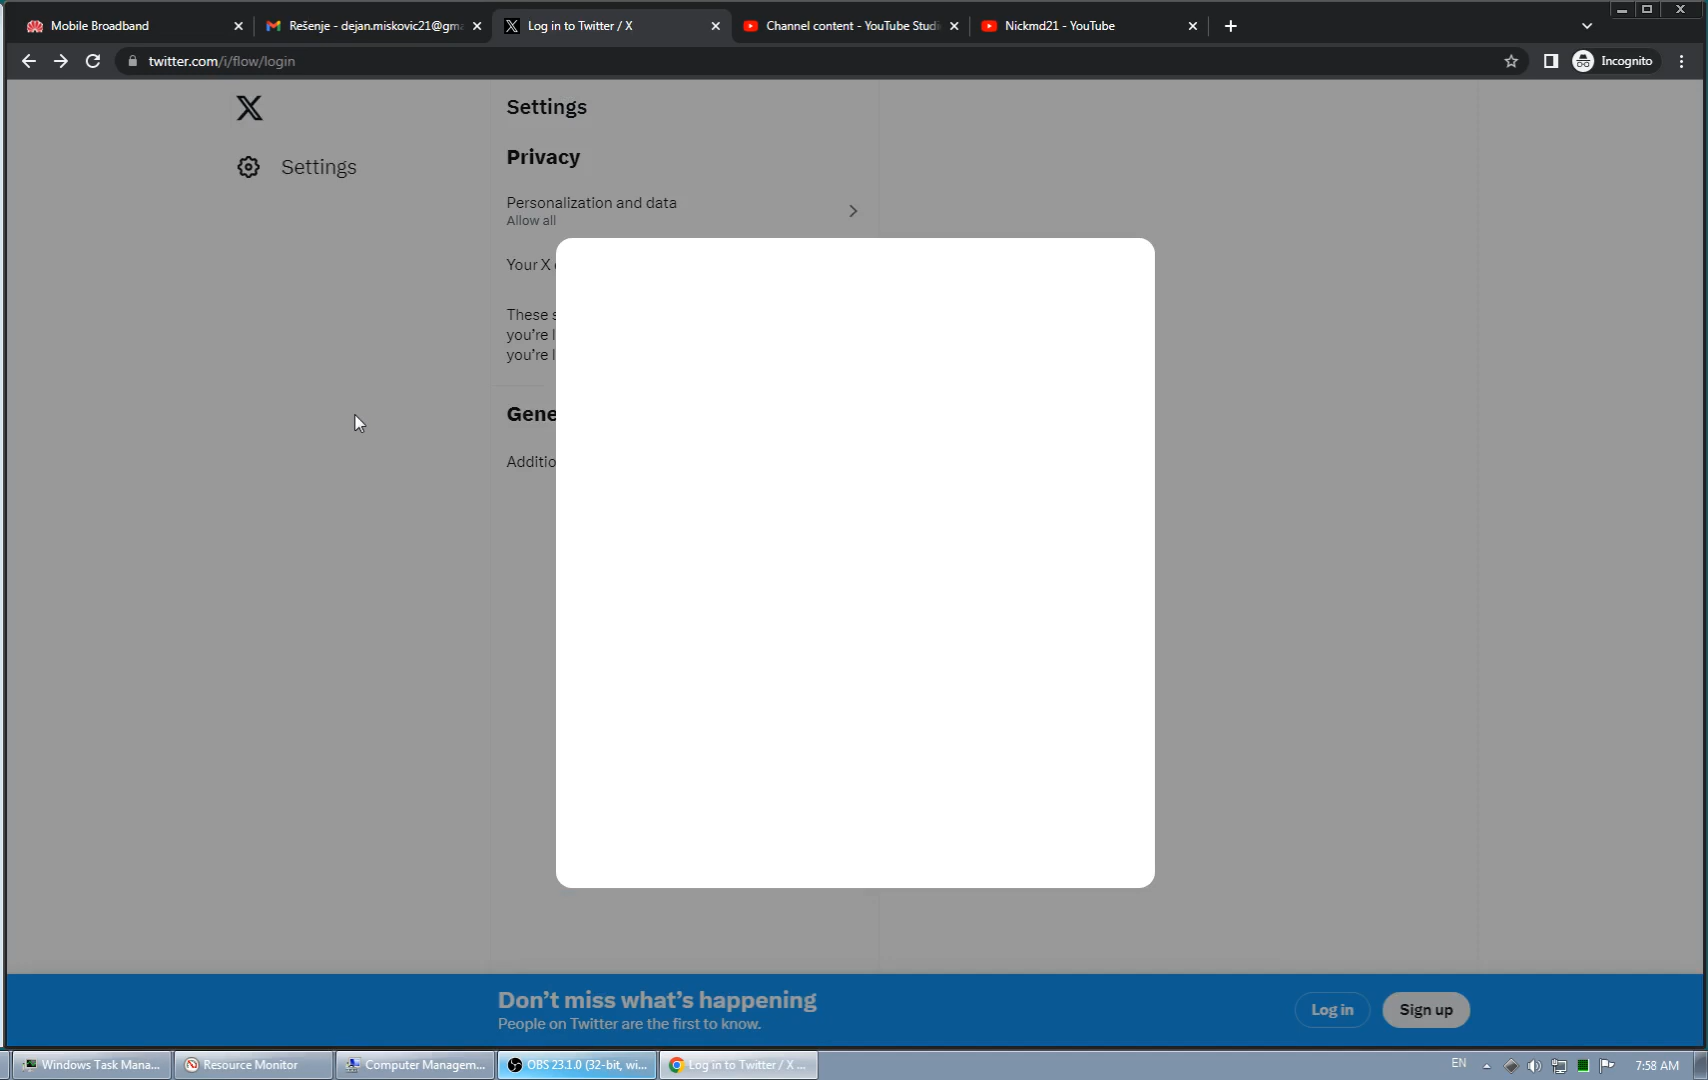 Mobile Broadband
Rešenje - dejan.miskovic21@gma
Log in to Twitter / X
Channel content - YouTube Studi
Nickmd21 - YouTube
twitter.com/i/flow/login
Incognito
Settings
Settings
Privacy
Personalization and data
Allow all
Your X
These s
you're l
you're l
Gene
Additio
Don't miss what's happening
People on Twitter are the first to know.
Log in
Sign up
Windows Task Mana...
Resource Monitor
Computer Managem...
OBS 23.1.0 (32-bit, wi...
Log in to Twitter / X ...
EN
7:58 AM